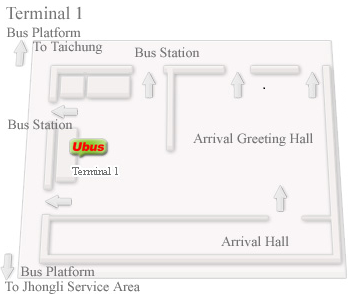 Terminal 1
Bus Platform
To Taichung
Bus Station
Bus Station
Arrival Greeting Hall
Ubus
Terminal 1
Arrival Hall
Bus Platform
To Jhongli Service Area